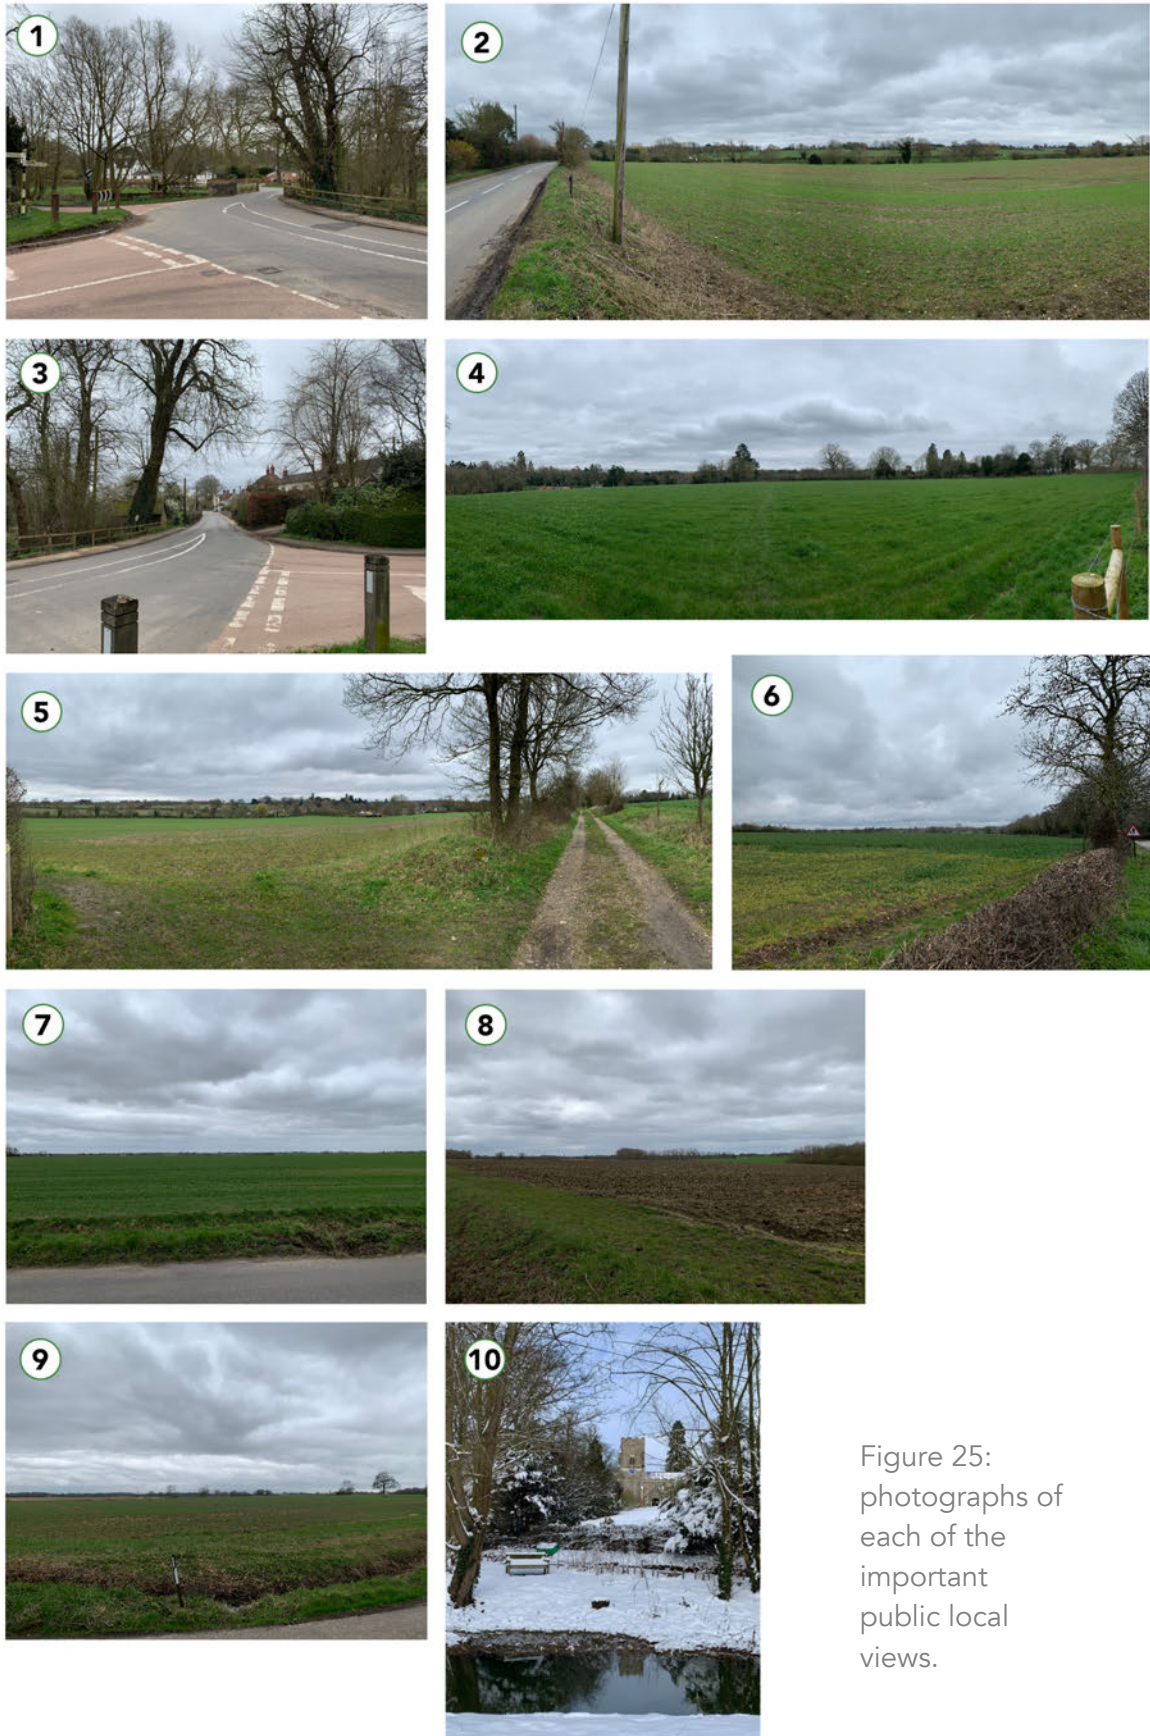 1
2
3
4
5
6
7
8
9
10
Figure 25:
photographs of
each of the
important
public local
views.